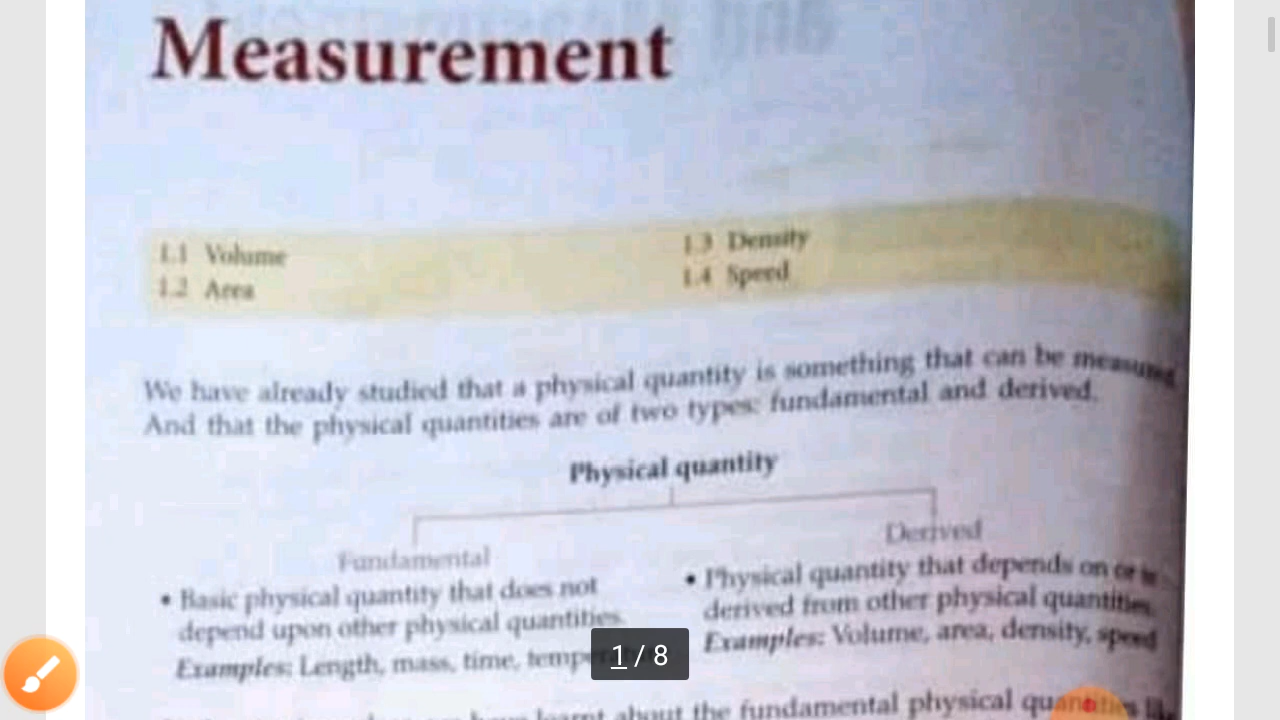 Measurement
1.1 Volume
1.2 Area
1.3 Density
1.4 Speed
We have already studied that a physical quantity is something that can be measured
And that the physical quantities are of two types: fundamental and derived.
Physical quantity
Fundamental
• Basic physical quantity that does not
depend upon other physical quantities.
Examples: Length, mass, time,
Derived
• Physical quantity that depends on or is
derived from other physical quantities.
Examples: Volume, area, density, speed
1 / 8
learnt about the fundamental physical quantities